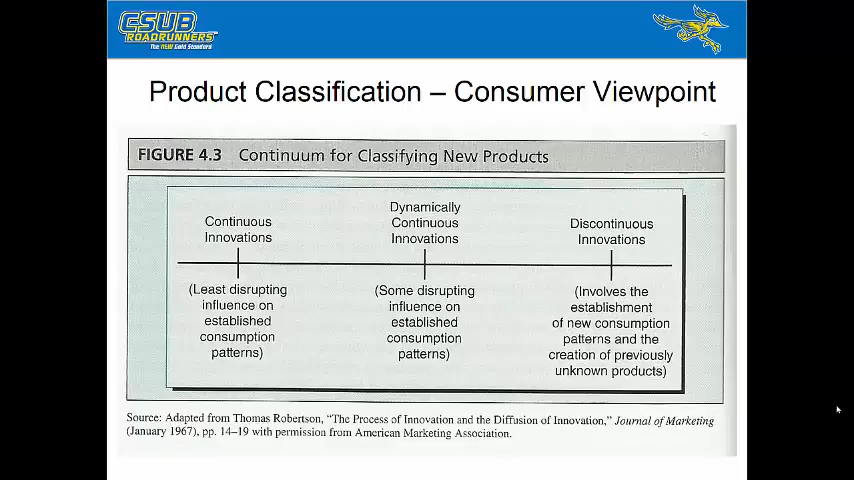 CSUB
ROADRUNNERS
The NEW Gold Standard
Product Classification – Consumer Viewpoint
FIGURE 4.3 Continuum for Classifying New Products
Continuous
Innovations
Dynamically
Continuous
Innovations
Discontinuous
Innovations
(Least disrupting
influence on
established
consumption
patterns)
(Some disrupting
influence on
established
consumption
patterns)
(Involves the
establishment
of new consumption
patterns and the
creation of previously
unknown products)
Source: Adapted from Thomas Robertson, “The Process of Innovation and the Diffusion of Innovation,” Journal of Marketing
(January 1967), pp. 14–19 with permission from American Marketing Association.